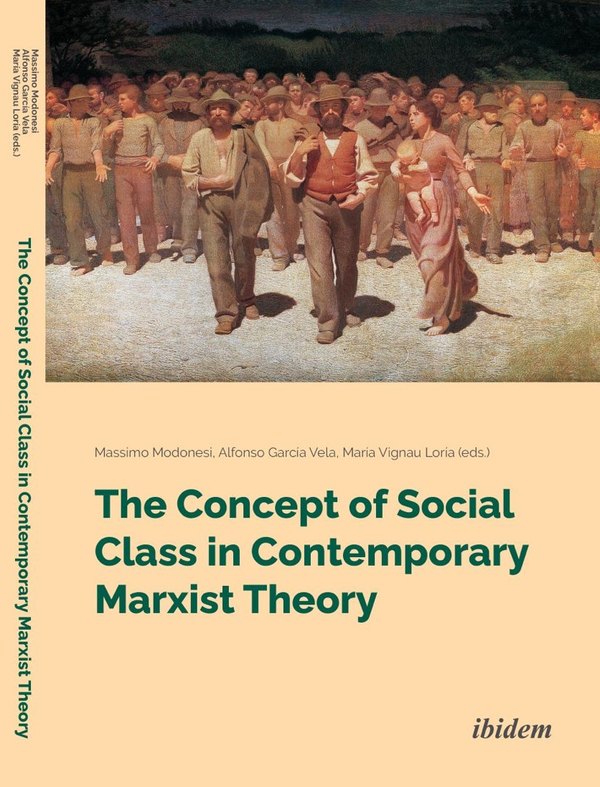 Massimo Modonesi
Alfonso García Vela
María Vignau Loría (eds.)
The Concept of Social Class in Contemporary Marxist Theory
Massimo Modonesi, Alfonso García Vela, María Vignau Loría (eds.)
The Concept of Social
Class in Contemporary
Marxist Theory
ibidem